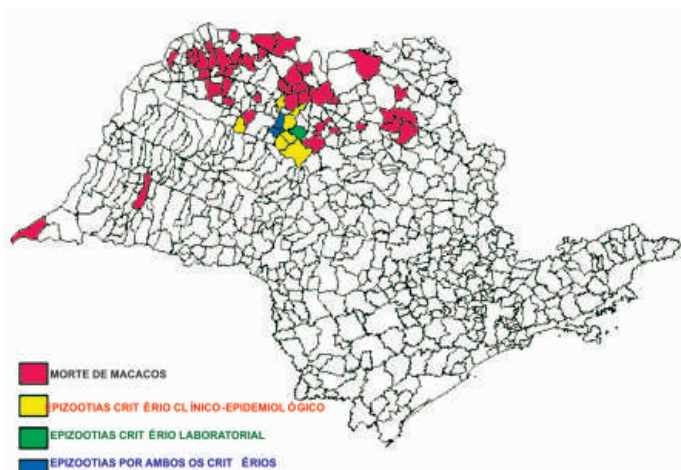 MORTE DE MACACOS
EPIZOOTIAS CRIT ÉRIO CL ÍNICO-EPIDEMIOL ÓGICO
EPIZOOTIAS CRIT ÉRIO LABORATORIAL
EPIZOOTIAS POR AMBOS OS CRIT ÉRIOS